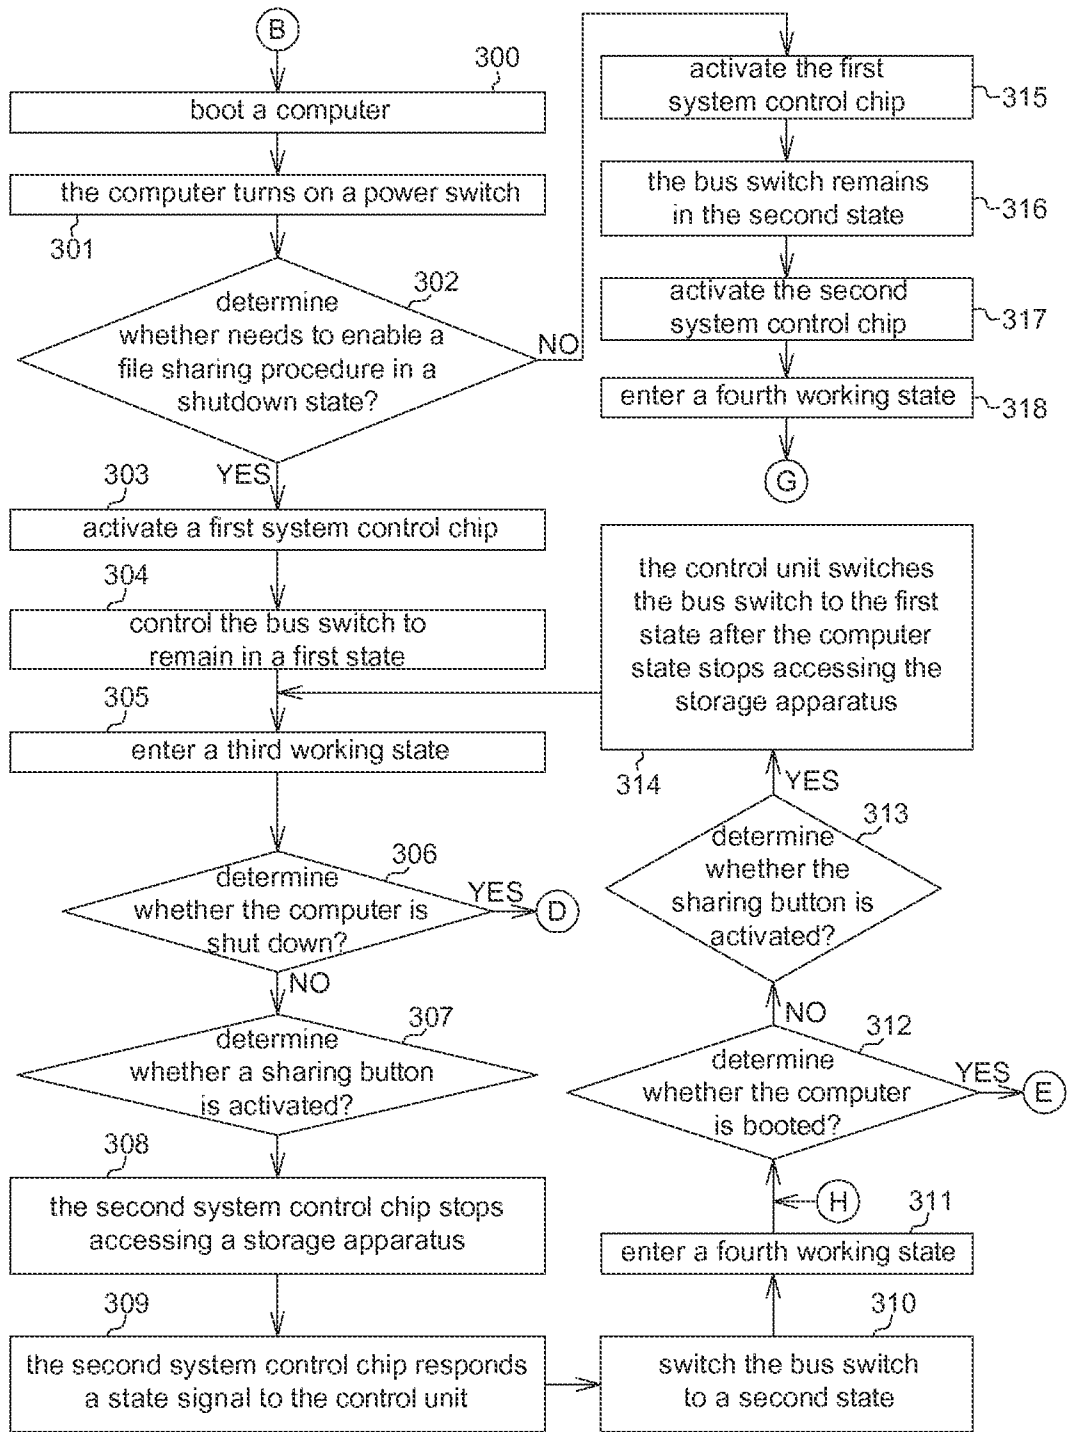 B
300
boot a computer
the computer turns on a power switch
301
302
determine
whether needs to enable a
file sharing procedure in a
shutdown state?
NO
YES
303
activate a first system control chip
304
control the bus switch to
remain in a first state
305
enter a third working state
306
determine
whether the computer is
shut down?
YES
D
NO
307
determine
whether a sharing button
is activated?
308
the second system control chip stops
accessing a storage apparatus
309
the second system control chip responds
a state signal to the control unit
310
switch the bus switch
to a second state
311
enter a fourth working state
H
312
determine
whether the computer
is booted?
YES
E
NO
313
determine
whether the
sharing button is
activated?
YES
314
the control unit switches
the bus switch to the first
state after the computer
state stops accessing the
storage apparatus
activate the first
system control chip
315
the bus switch remains
in the second state
316
activate the second
system control chip
317
enter a fourth working state
318
G